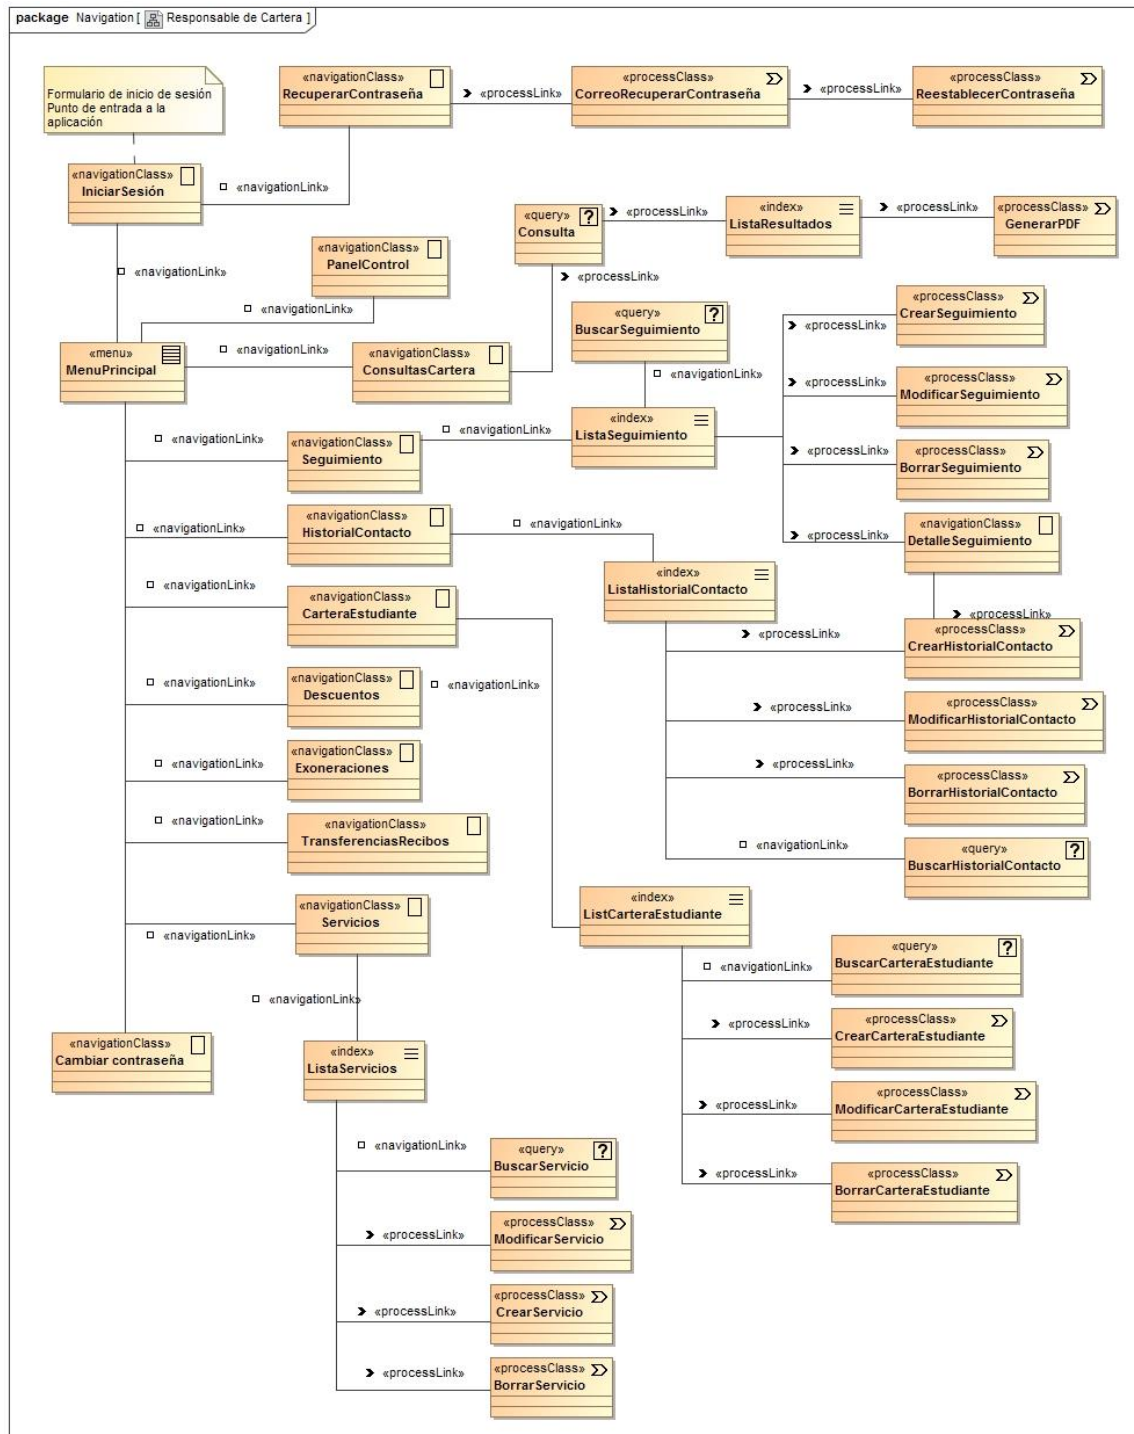 package Navigation [ Responsable de Cartera ]
Formulario de inicio de sesión
Punto de entrada a la
aplicación
«navigationClass»
RecuperarContraseña
«processLink»
«processClass»
CorreoRecuperarContraseña
«processLink»
«processClass»
ReestablecerContraseña
«navigationClass»
IniciarSesión
«navigationLink»
«navigationLink»
«query»
Consulta
«processLink»
«index»
ListaResultados
«processLink»
«processClass»
GenerarPDF
«navigationClass»
PanelControl
«navigationLink»
«processLink»
«menu»
MenuPrincipal
«navigationLink»
«navigationClass»
ConsultasCartera
«query»
BuscarSeguimiento
«navigationLink»
«processLink»
«processClass»
CrearSeguimiento
«processLink»
«processClass»
ModificarSeguimiento
«navigationLink»
«navigationClass»
Seguimiento
«navigationLink»
«index»
ListaSeguimiento
«processLink»
«processClass»
BorrarSeguimiento
«navigationLink»
«navigationClass»
HistorialContacto
«navigationLink»
«processLink»
«navigationClass»
DetalleSeguimiento
«index»
ListaHistorialContacto
«processLink»
«navigationLink»
«navigationClass»
CarteraEstudiante
«processLink»
«processClass»
CrearHistorialContacto
«navigationLink»
«navigationClass»
Descuentos
«navigationLink»
«processLink»
«processClass»
ModificarHistorialContacto
«navigationLink»
«navigationClass»
Exoneraciones
«processLink»
«processClass»
BorrarHistorialContacto
«navigationLink»
«navigationClass»
TransferenciasRecibos
«navigationLink»
«query»
BuscarHistorialContacto
«navigationClass»
Servicios
«navigationLink»
«index»
ListCarteraEstudiante
«navigationLink»
«query»
BuscarCarteraEstudiante
«navigationLink»
«processLink»
«processClass»
CrearCarteraEstudiante
«navigationClass»
Cambiar contraseña
«index»
ListaServicios
«processLink»
«processClass»
ModificarCarteraEstudiante
«navigationLink»
«query»
BuscarServicio
«processLink»
«processClass»
BorrarCarteraEstudiante
«processLink»
«processClass»
ModificarServicio
«processLink»
«processClass»
CrearServicio
«processLink»
«processClass»
BorrarServicio